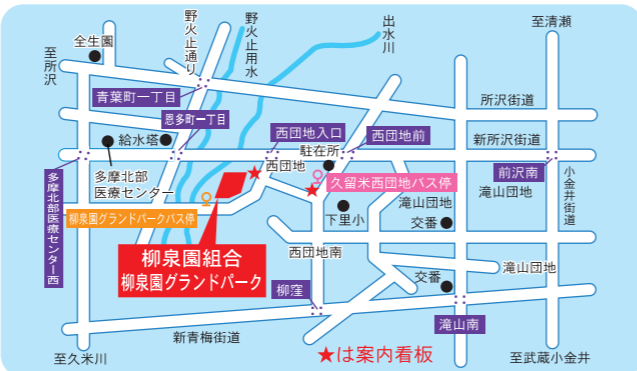 至清瀬
野火止通り
野火止用水
出水川
全生園
至所沢
青葉町一丁目
所沢街道
恩多町一丁目
給水塔
西団地入口
西団地前
新所沢街道
駐在所
西団地
多摩北部
医療センター
久留米西団地バス停
前沢南
小金井街道
滝山団地
多摩北部医療センター西
柳泉園グランドパークバス停
下里小
滝山団地
交番
柳泉園組合
柳泉園グランドパーク
西団地南
滝山団地
交番
柳窪
滝山南
新青梅街道
至久米川
★は案内看板
至武蔵小金井